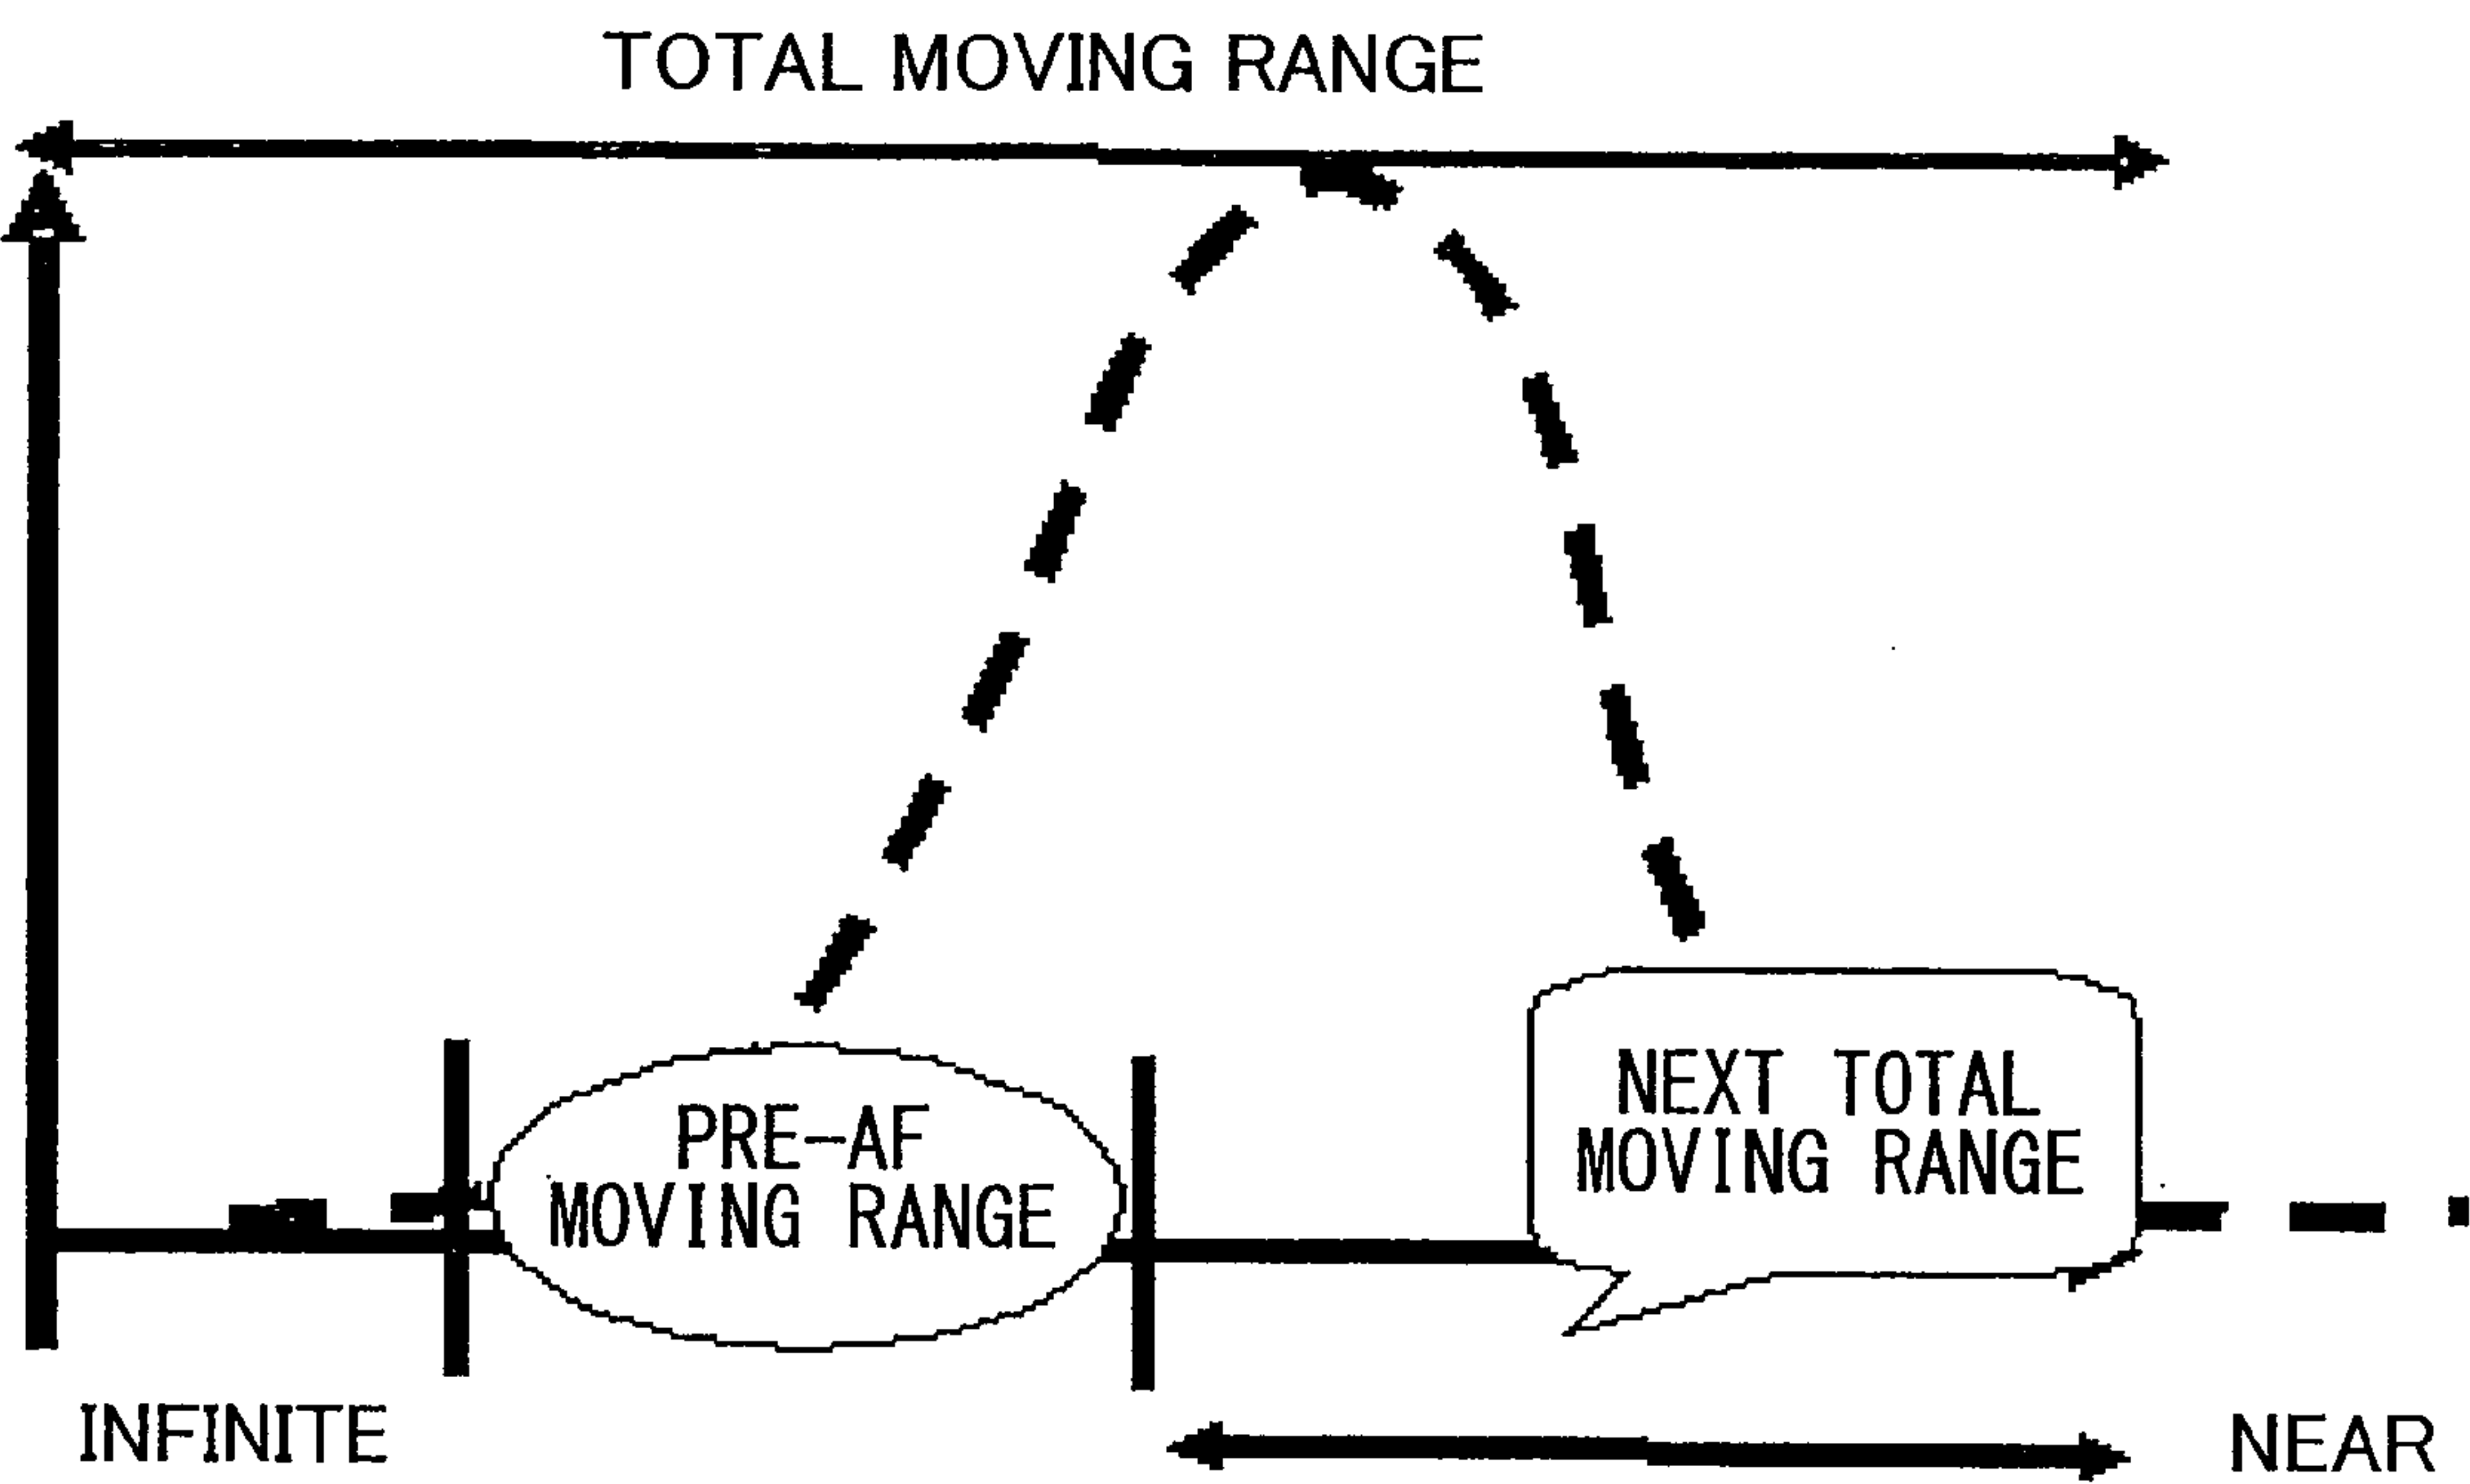 TOTAL MOVING RANGE
PRE-AF
MOVING RANGE
NEXT TOTAL
MOVING RANGE
INFINITE
NEAR